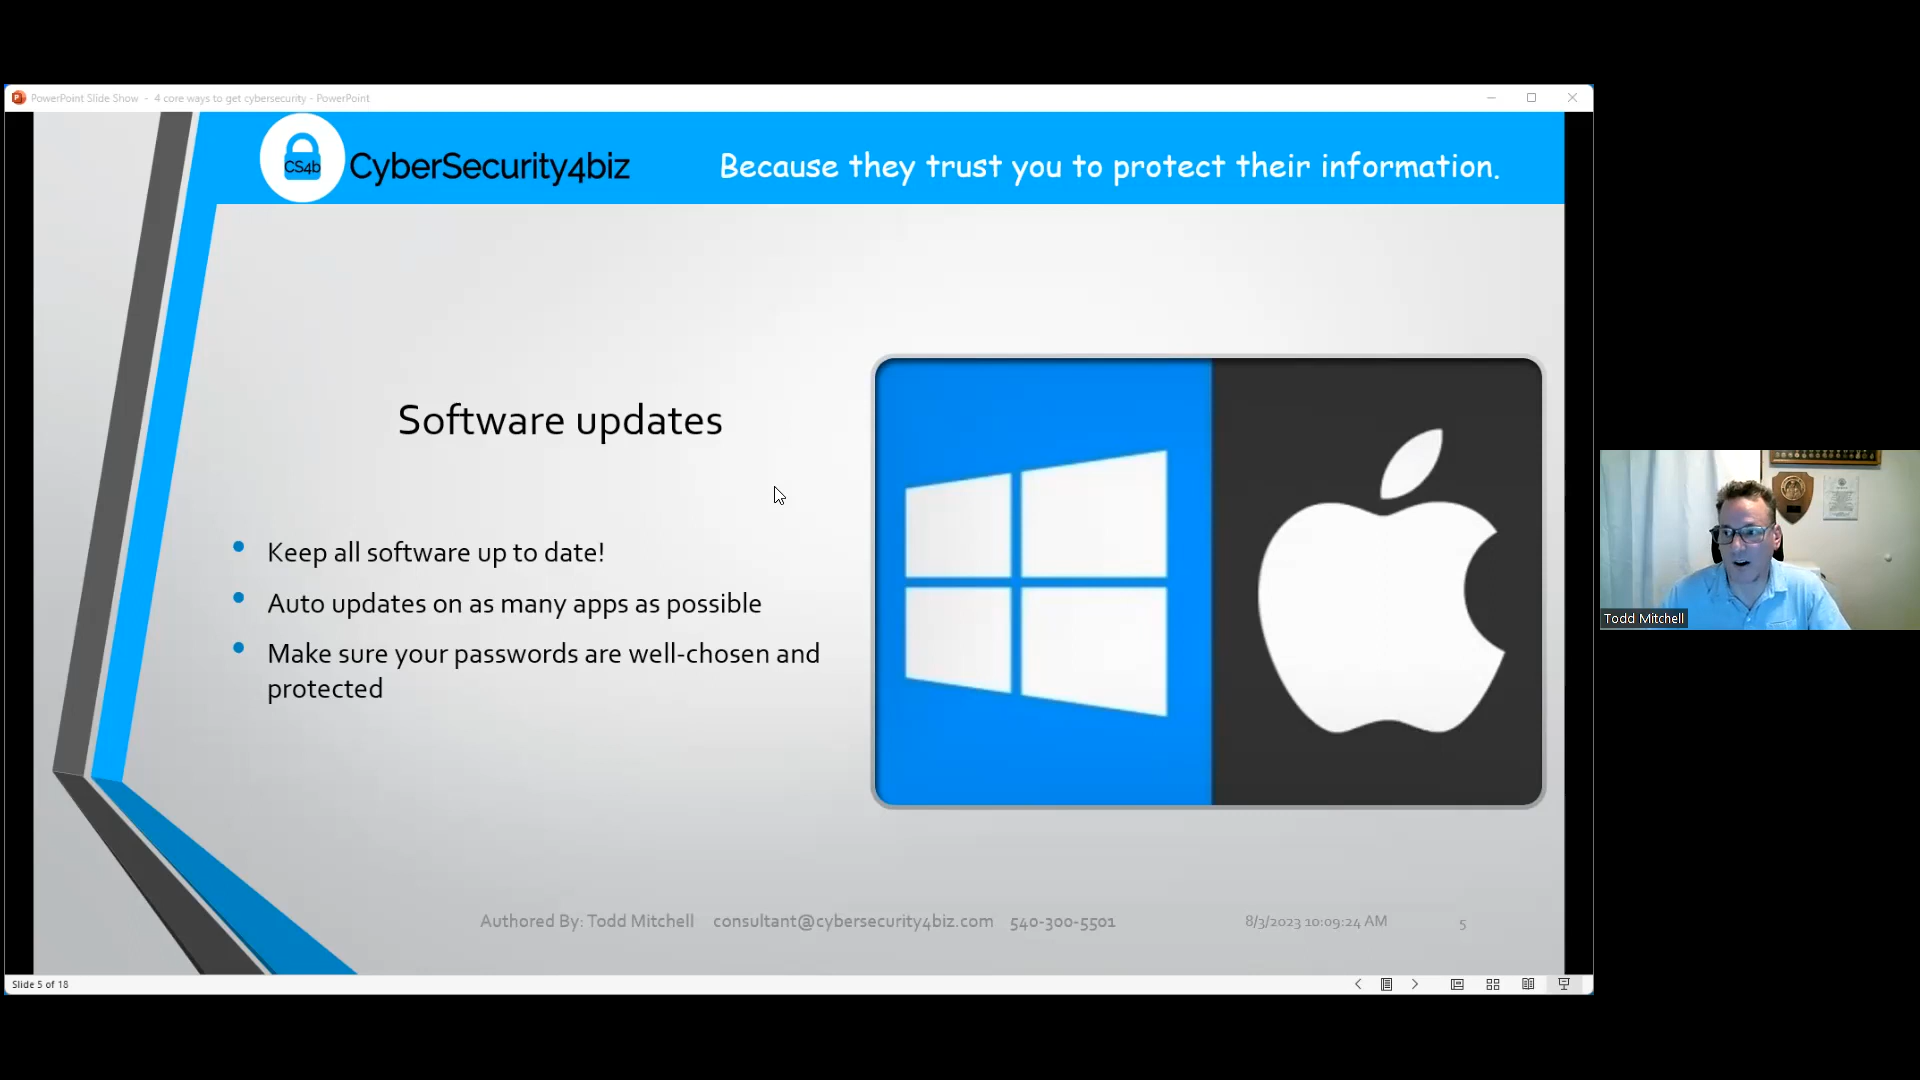 PowerPoint Slide Show - 4 core ways to get cybersecurity - PowerPoint
CS4b
CyberSecurity4biz
Because they trust you to protect their information.
Software updates
Keep all software up to date!
Auto updates on as many apps as possible
Make sure your passwords are well-chosen and
protected
Todd Mitchell
Authored By: Todd Mitchell consultant@cybersecurity4biz.com 540-300-5501
8/3/2023 10:09:24 AM
5
Slide 5 of 18